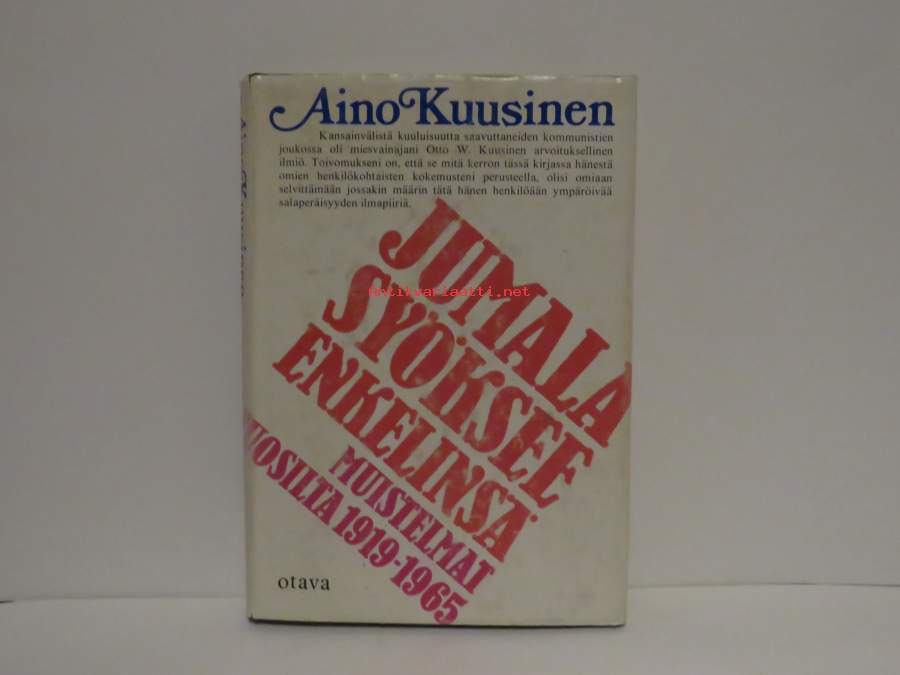 Aino Kuusinen
Kansainvälistä kuuluisuutta saavuttaneiden kommunistien
joukossa oli miesvainajani Otto W. Kuusinen arvoituksellinen
ilmiö. Toivomukseni on, että se mitä kerron tässä kirjassa hänestä
omien henkilökohtaisten kokemusteni perusteella, olisi omiaan
selvittämään jossakin määrin tätä hänen henkilöään ympäröivää
salaperäisyyden ilmapiiriä.
JUMALA
SYÖKSEE
ENKELINSÄ
MUISTELMAT
VUOSILTA 1919-1965
otava
Aino Kuusinen
Antikvariaatti.net